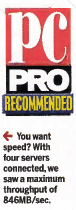 pc
PRO
RECOMMENDED
← You want
speed? With
four servers
connected, we
saw a maximum
throughput of
846MB/sec.